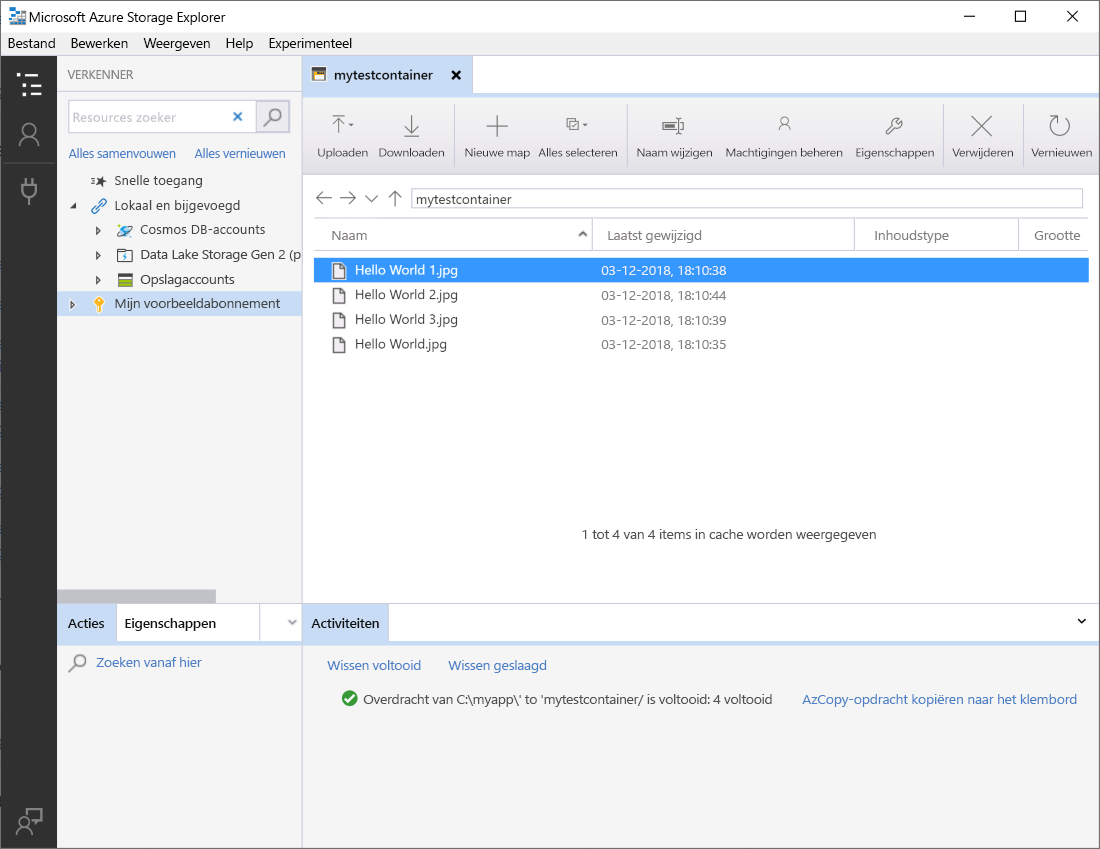 Microsoft Azure Storage Explorer
Bestand Bewerken Weergeven Help Experimenteel
VERKENNER
Resources zoeker
Alles samenvouwen Alles vernieuwen
Snelle toegang
Lokaal en bijgevoegd
Cosmos DB-accounts
Data Lake Storage Gen 2 (p
Opslagaccounts
Mijn voorbeeldabonnement
mytestcontainer
Uploaden Downloaden Nieuwe map Alles selecteren Naam wijzigen Machtigingen beheren Eigenschappen Verwijderen Vernieuwen
mytestcontainer
Naam Laatst gewijzigd Inhoudstype Grootte
Hello World 1.jpg 03-12-2018, 18:10:38
Hello World 2.jpg 03-12-2018, 18:10:44
Hello World 3.jpg 03-12-2018, 18:10:39
Hello World.jpg 03-12-2018, 18:10:35
1 tot 4 van 4 items in cache worden weergegeven
Acties Eigenschappen
Zoeken vanaf hier
Activiteiten
Wissen voltooid Wissen geslaagd
Overdracht van C:\myapp\' to 'mytestcontainer/ is voltooid: 4 voltooid AzCopy-opdracht kopiëren naar het klembord